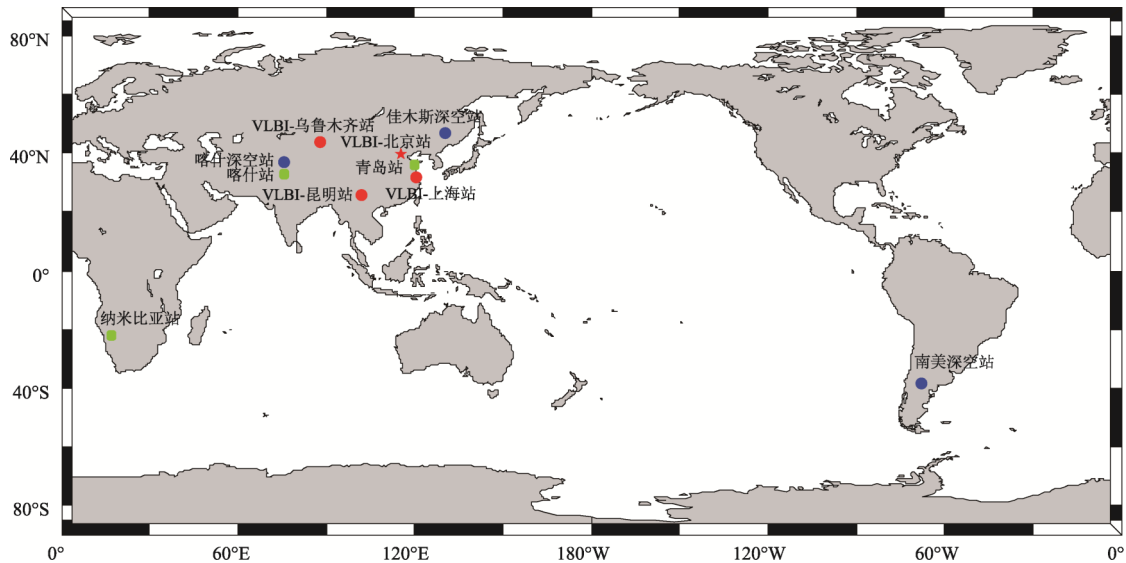 80°N
佳木斯深空站
VLBI-乌鲁木齐站
VLBI-北京站
40°N
喀什深空站
青岛站
喀什站
VLBI-昆明站
VLBI-上海站
0°
纳米比亚站
南美深空站
40°S
80°S
0°
60°E
120°E
180°W
120°W
60°W
0°